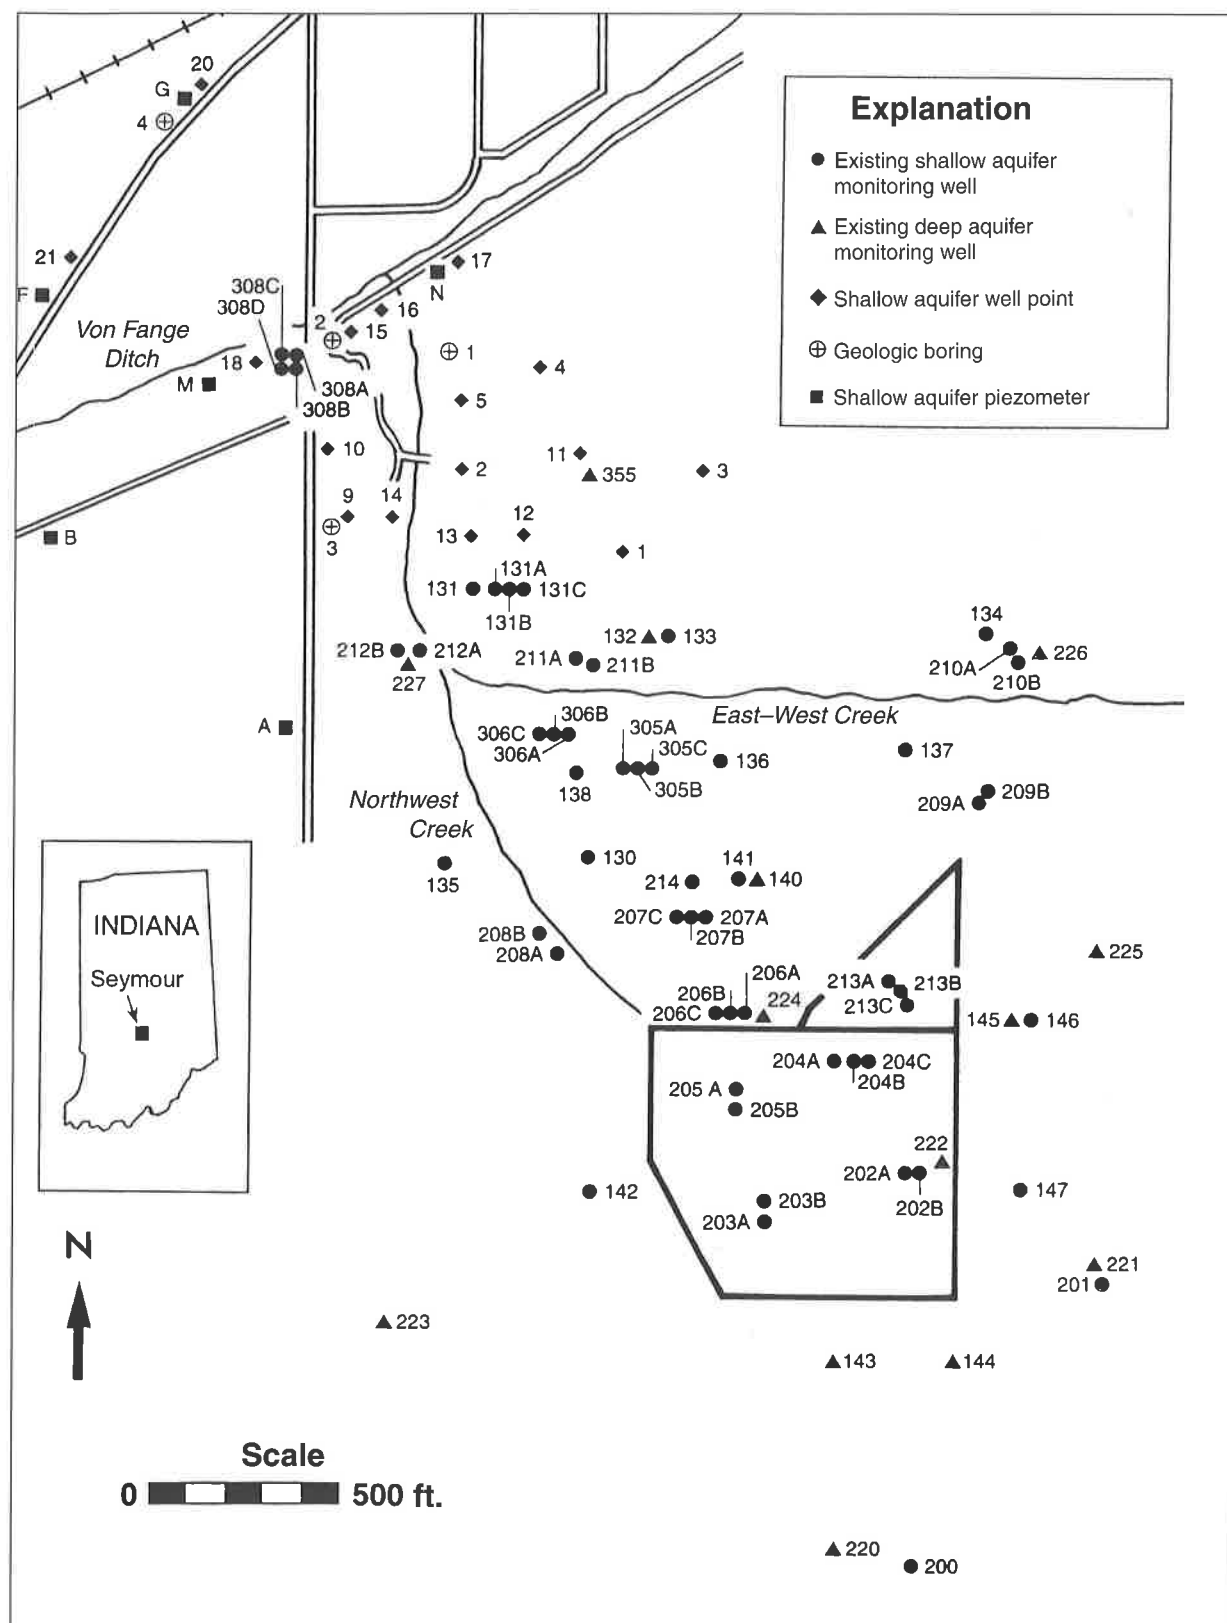 20
G
4
Explanation
Existing shallow aquifer
monitoring well
Existing deep aquifer
monitoring well
Shallow aquifer well point
Geologic boring
Shallow aquifer piezometer
21
F
17
N
308C
308D
16
2
15
Von Fange
Ditch
18
1
4
M
308A
308B
5
10
11
2
355
3
9
14
12
B
3
13
1
131A
131
131C
131B
134
132
133
212B
212A
211A
211B
210A
226
210B
227
306B
305A
East–West Creek
A
306C
306A
305C
136
137
138
305B
209B
209A
Northwest
Creek
130
141
140
135
214
207C
207A
207B
208B
208A
225
INDIANA
Seymour
206A
213A
213B
206B
224
213C
206C
145
146
204A
204C
204B
205 A
205B
222
202A
202B
142
203B
203A
147
N
221
201
223
143
144
Scale
0
500 ft.
220
200